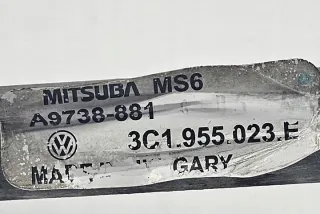 MITSUBA MS6
A9738-881
3C1.955.023.E
GARY